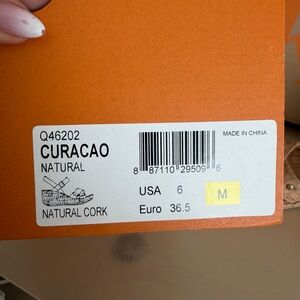 Q46202
CURACAO
NATURAL
MADE IN CHINA
8 87110 29509 6
USA 6 M
NATURAL CORK
Euro 36.5